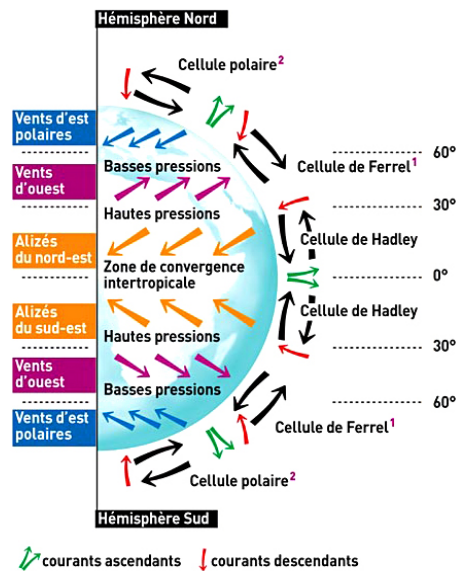 Hémisphère Nord
Cellule polaire²
Vents d'est
polaires
60°
Basses pressions
Cellule de Ferrel¹
Vents
d'ouest
30°
Hautes pressions
Alizés
du nord-est
Cellule de Hadley
Zone de convergence
intertropicale
0°
Cellule de Hadley
Alizés
du sud-est
Hautes pressions
30°
Vents
d'ouest
Basses pressions
60°
Vents d'est
polaires
Cellule de Ferrel¹
Cellule polaire²
Hémisphère Sud
courants ascendants
courants descendants